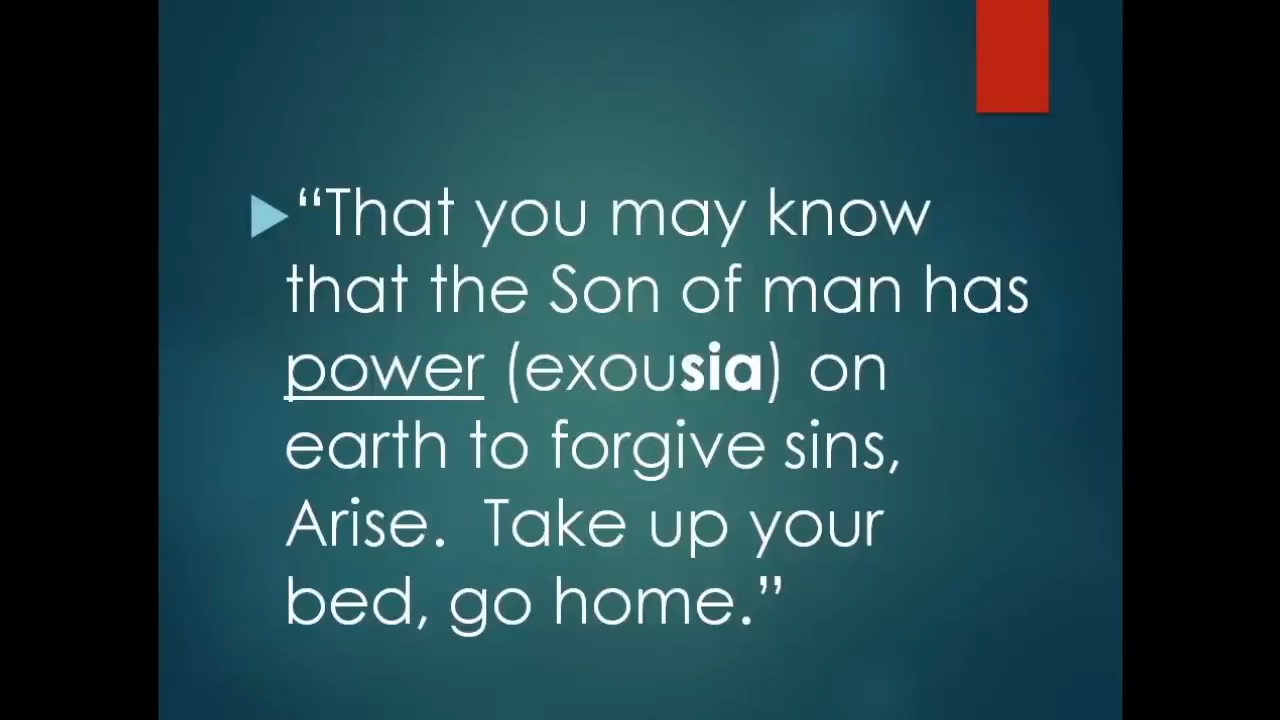 “That you may know
that the Son of man has
power (exousia) on
earth to forgive sins,
Arise.  Take up your
bed, go home.”